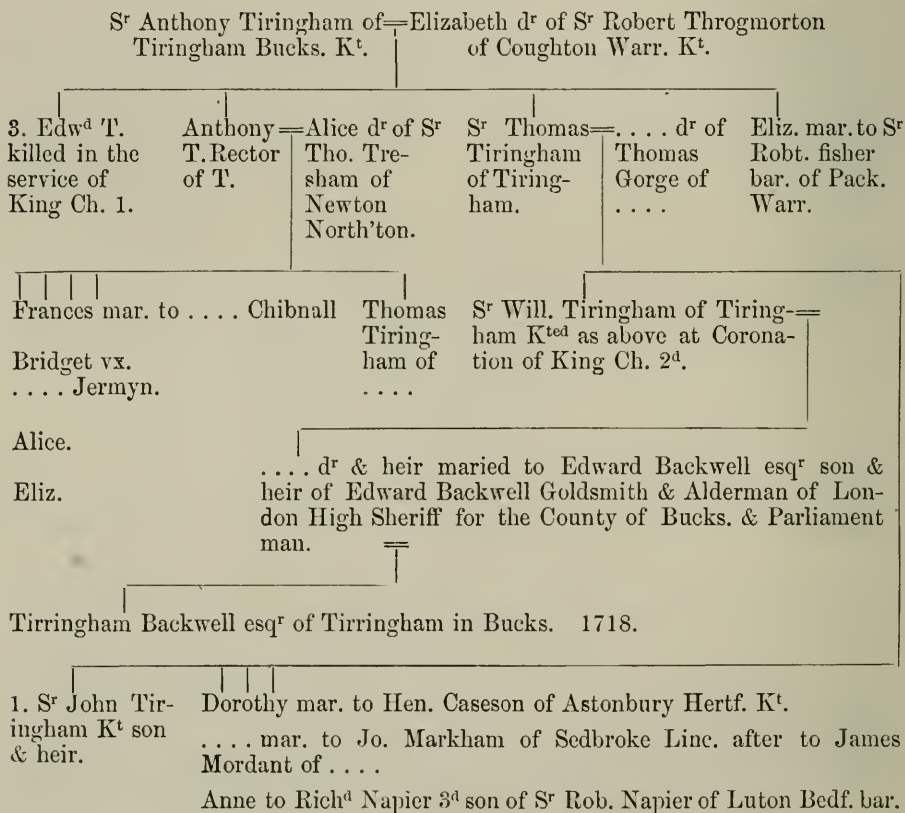 Sʳ Anthony Tiringham of=Elizabeth dʳ of Sʳ Robert Throgmorton
Tiringham Bucks. Kᵗ. of Coughton Warr. Kᵗ.
3. Edwᵈ T.
killed in the
service of
King Ch. 1.
Anthony=Alice dʳ of Sʳ
T. Rector Tho. Tre-
of T. sham of
Newton
North'ton.
Sʳ Thomas=. . . . dʳ of
Tiringham Thomas
of Tiring- Gorge of
ham. . . . .
Eliz. mar. to Sʳ
Robt. fisher
bar. of Pack.
Warr.
Frances mar. to . . . . Chibnall
Bridget vx.
. . . . Jermyn.
Alice.
Eliz.
Thomas
Tiring-
ham of
. . . .
Sʳ Will. Tiringham of Tiring-=
ham Kᵗᵉᵈ as above at Corona-
tion of King Ch. 2ᵈ.
. . . . dʳ & heir maried to Edward Backwell esqʳ son &
heir of Edward Backwell Goldsmith & Alderman of Lon-
don High Sheriff for the County of Bucks. & Parliament
man. =
Tirringham Backwell esqʳ of Tirringham in Bucks. 1718.
1. Sʳ John Tir-
ingham Kᵗ son
& heir.
Dorothy mar. to Hen. Caseson of Astonbury Hertf. Kᵗ.
. . . . mar. to Jo. Markham of Sedbroke Linc. after to James
Mordant of . . . .
Anne to Richᵈ Napier 3ᵈ son of Sʳ Rob. Napier of Luton Bedf. bar.